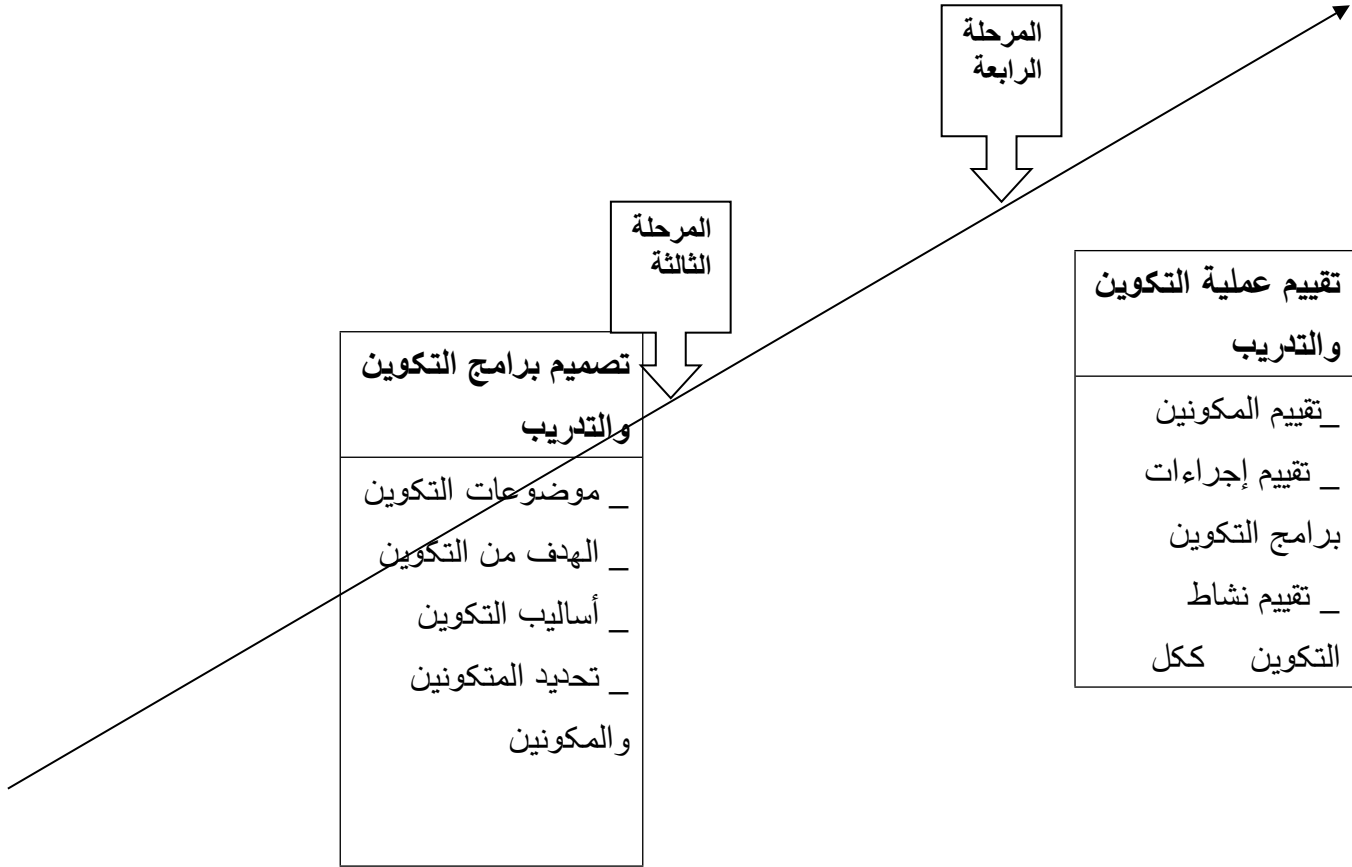 المرحلة
الرابعة
المرحلة
الثالثة
تقييم عملية التكوين
والتدريب
_تقييم المكونين
_ تقييم إجراءات
برامج التكوين
_ تقييم نشاط
التكوين ككل
تصميم برامج التكوين
والتدريب
_ موضوعات التكوين
_ الهدف من التكوين
_ أساليب التكوين
_ تحديد المتكونين
والمكونين